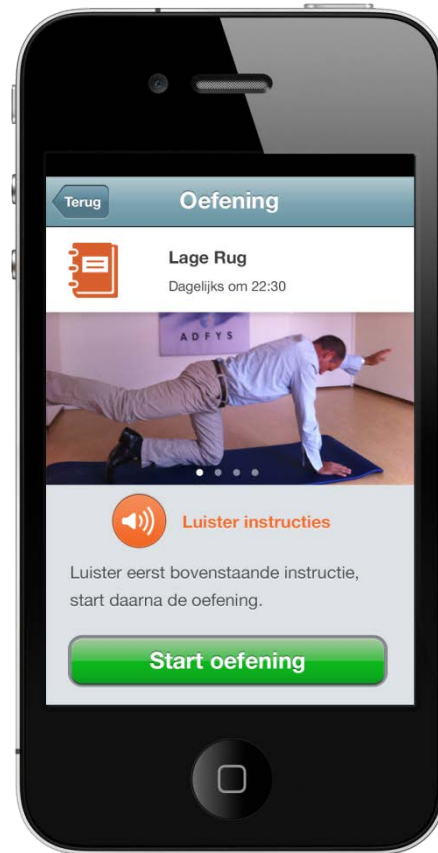 Terug
Oefening
Lage Rug
Dagelijks om 22:30
ADFYS
Luister instructies
Luister eerst bovenstaande instructie,
start daarna de oefening.
Start oefening